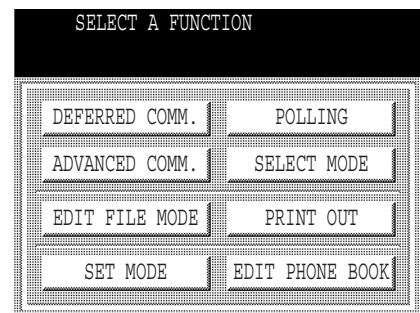 SELECT A FUNCTION
DEFERRED COMM. POLLING
ADVANCED COMM. SELECT MODE
EDIT FILE MODE PRINT OUT
SET MODE EDIT PHONE BOOK